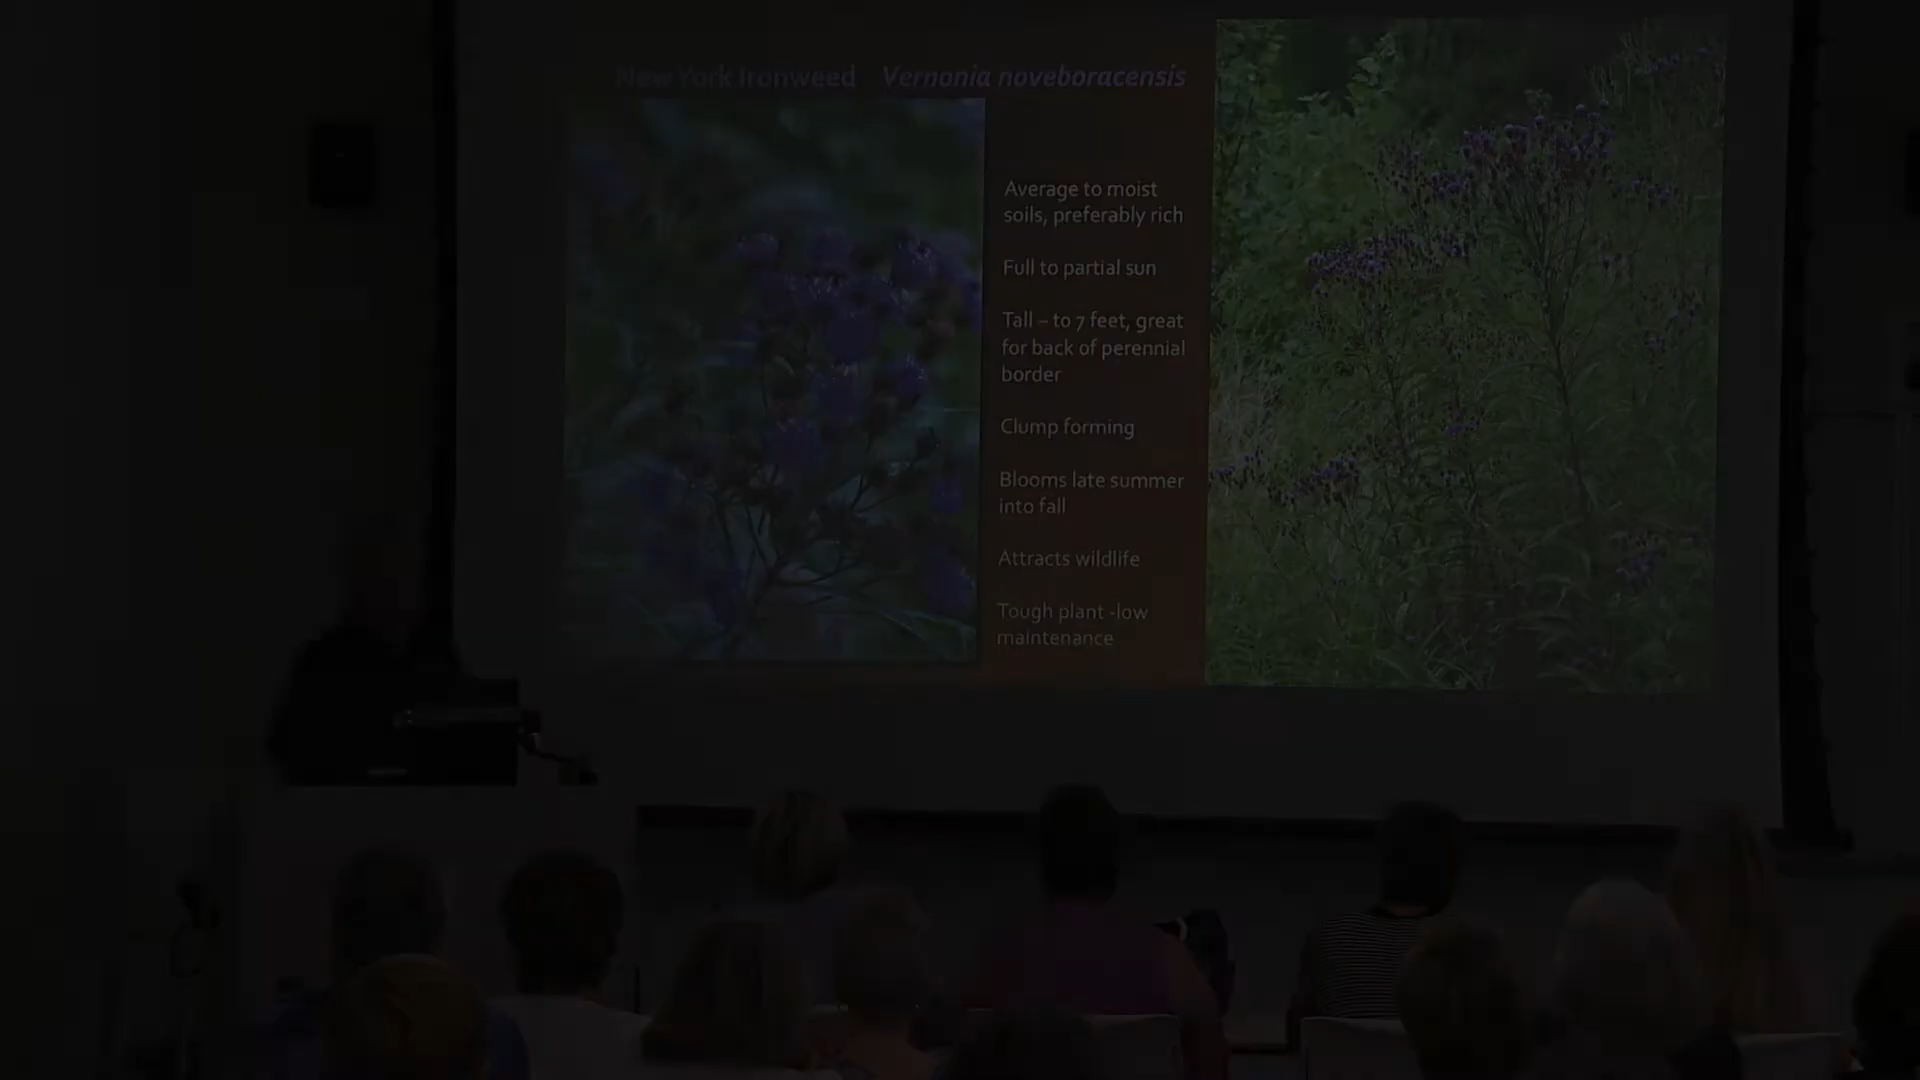 New York Ironweed Vernonia noveboracensis
Average to moist
soils, preferably rich
Full to partial sun
Tall – to 7 feet, great
for back of perennial
border
Clump forming
Blooms late summer
into fall
Attracts wildlife
Tough plant -low
maintenance